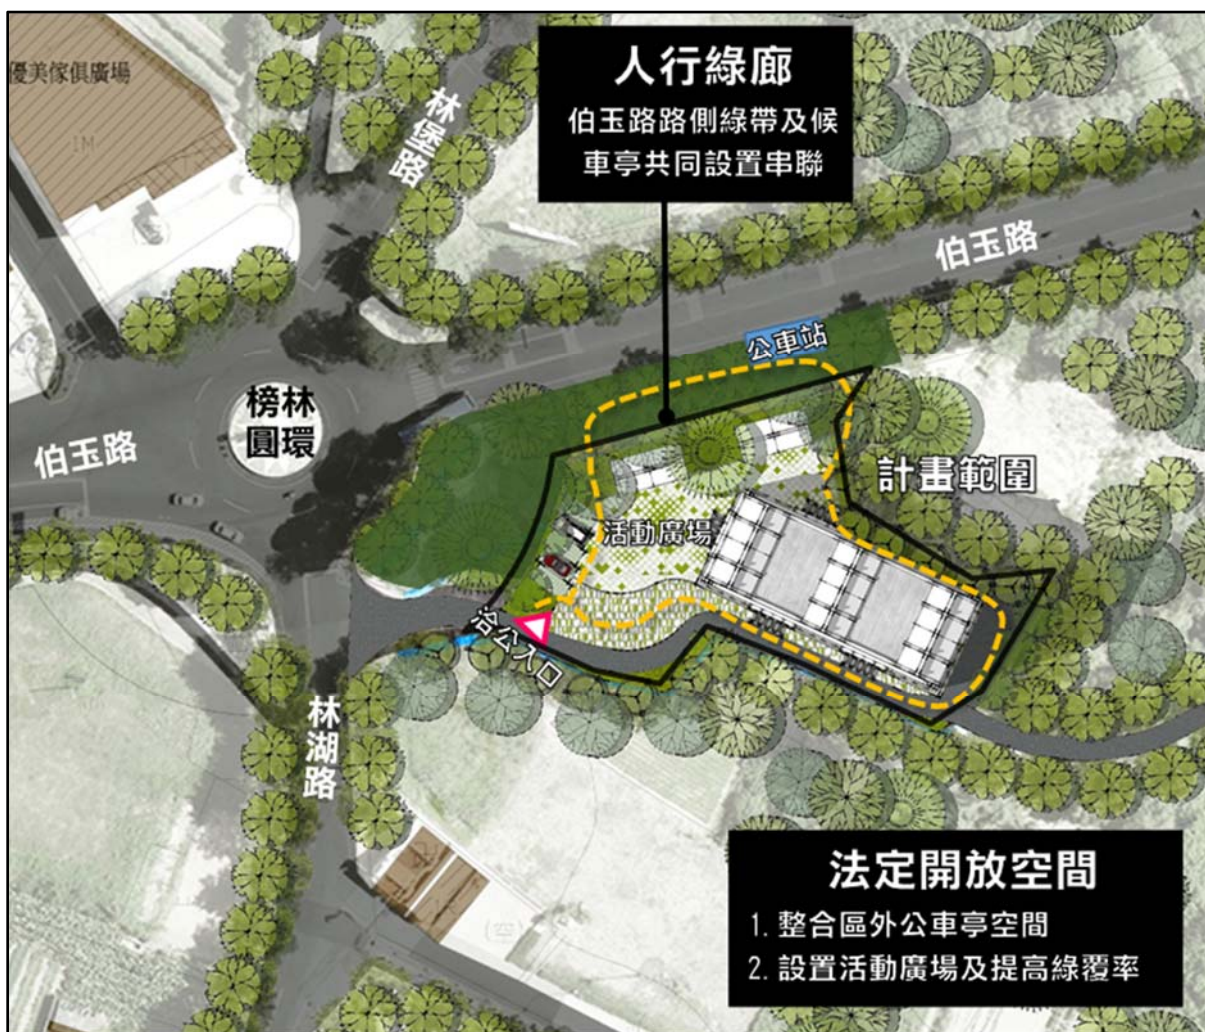 優美傢俱廣場
1M
林堡路
人行綠廊
伯玉路路側綠帶及候
車亭共同設置串聯
伯玉路
公車站
榜林
圓環
伯玉路
計畫範圍
活動廣場
洽公入口
林湖路
(空)
法定開放空間
1. 整合區外公車亭空間
2. 設置活動廣場及提高綠覆率